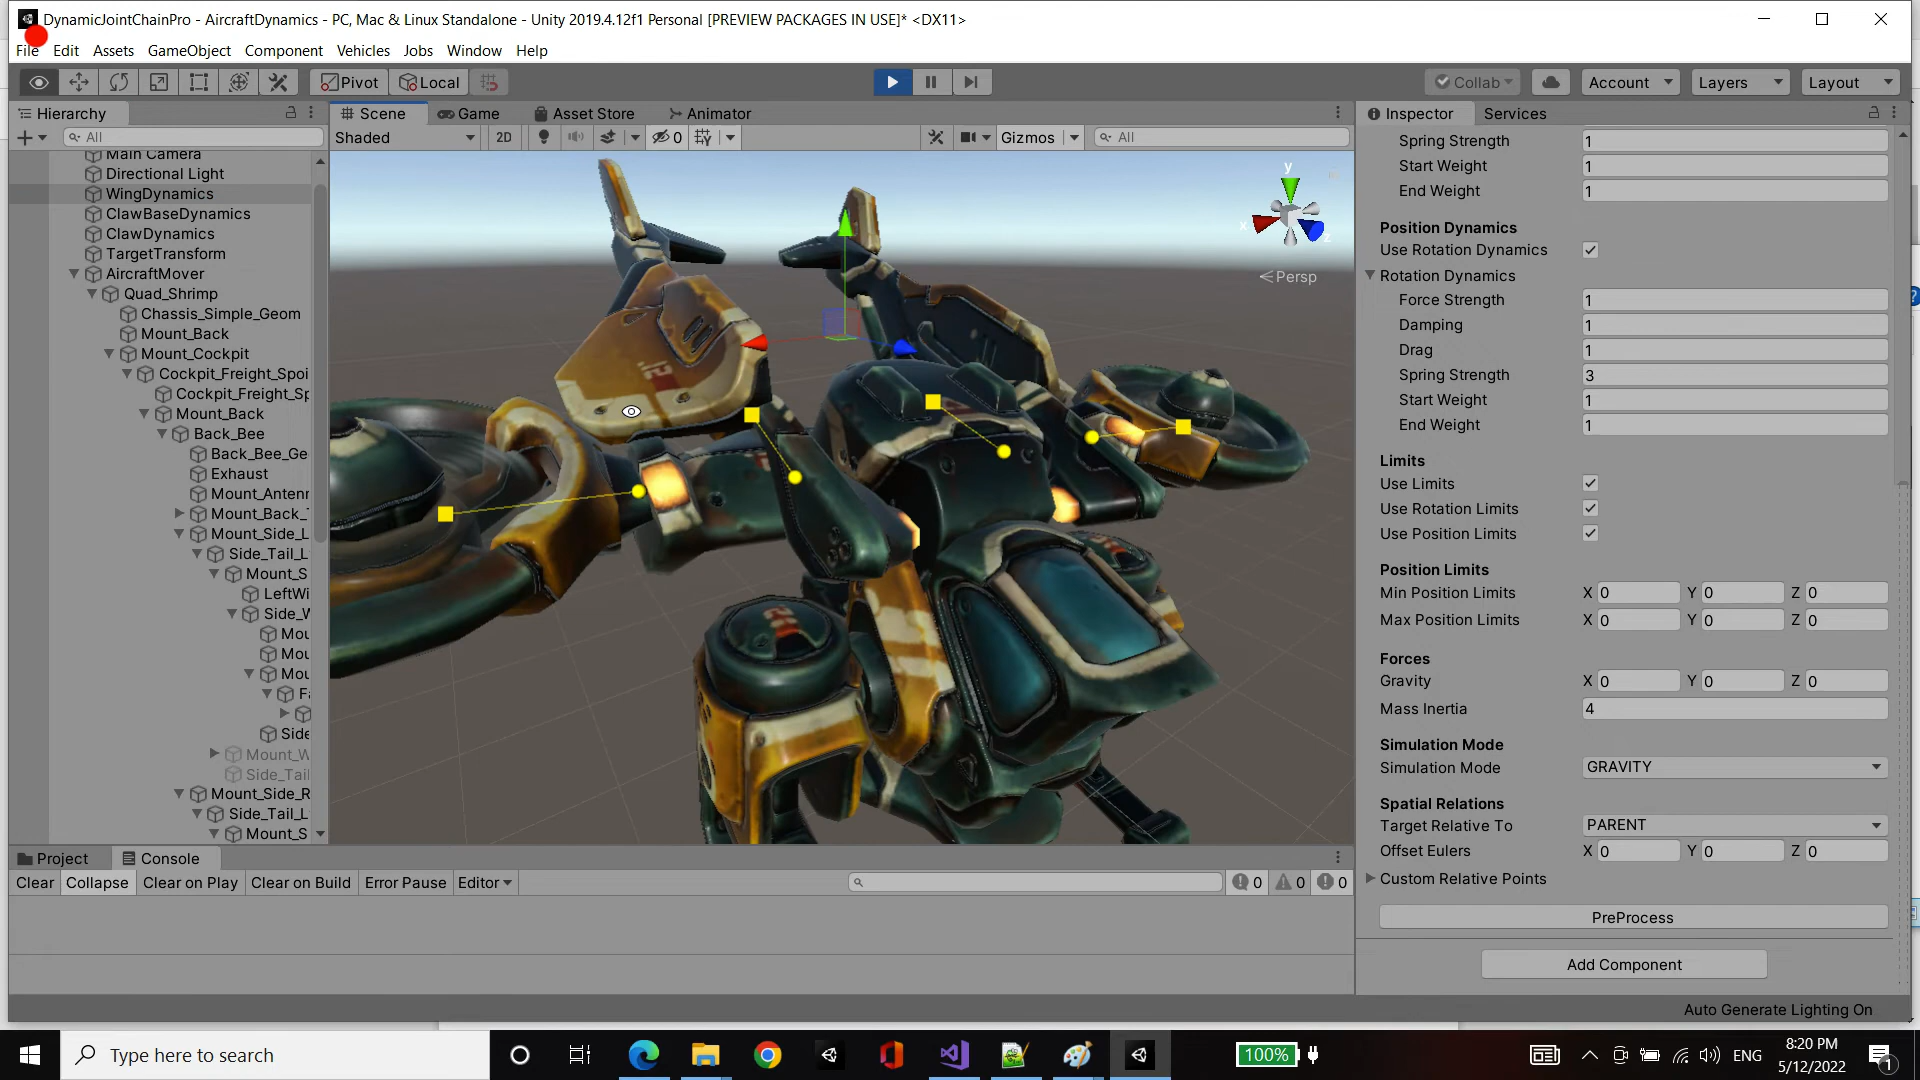 DynamicJointChainPro - AircraftDynamics - PC, Mac & Linux Standalone - Unity 2019.4.12f1 Personal [PREVIEW PACKAGES IN USE]* <DX11>
File Edit Assets GameObject Component Vehicles Jobs Window Help
Pivot Local Collab Account Layers Layout
Hierarchy
All
Main Camera
Directional Light
WingDynamics
ClawBaseDynamics
ClawDynamics
TargetTransform
AircraftMover
Quad_Shrimp
Chassis_Simple_Geom
Mount_Back
Mount_Cockpit
Cockpit_Freight_Spoi
Cockpit_Freight_Sp
Mount_Back
Back_Bee
Back_Bee_Ge
Exhaust
Mount_Antenn
Mount_Back_
Mount_Side_L
Side_Tail_L
Mount_S
LeftWi
Side_W
Mou
Mou
Mou
Fa
Side
Mount_W
Side_Tail
Mount_Side_R
Side_Tail_L
Mount_S
Scene Game Asset Store Animator
Shaded 2D 0 Gizmos All
y
x
z
Persp
12
Inspector Services
Spring Strength 1
Start Weight 1
End Weight 1
Position Dynamics
Use Rotation Dynamics
Rotation Dynamics
Force Strength 1
Damping 1
Drag 1
Spring Strength 3
Start Weight 1
End Weight 1
Limits
Use Limits
Use Rotation Limits
Use Position Limits
Position Limits
Min Position Limits X 0 Y 0 Z 0
Max Position Limits X 0 Y 0 Z 0
Forces
Gravity X 0 Y 0 Z 0
Mass Inertia 4
Simulation Mode
Simulation Mode GRAVITY
Spatial Relations
Target Relative To PARENT
Offset Eulers X 0 Y 0 Z 0
Custom Relative Points
PreProcess
Add Component
Project Console
Clear Collapse Clear on Play Clear on Build Error Pause Editor 0 0 0
Auto Generate Lighting On
Type here to search
100%
ENG
8:20 PM
5/12/2022
1